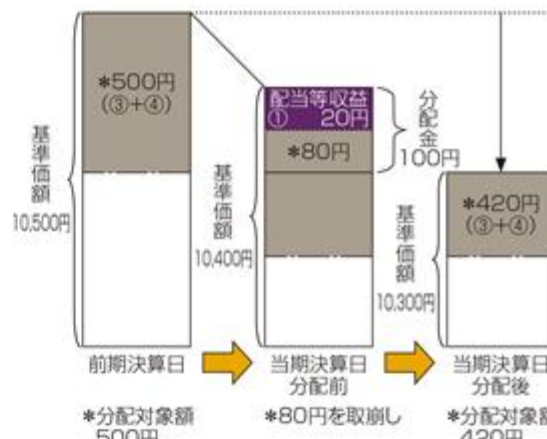 *500円
(③+④)
基準価額
10,500円
前期決算日
*分配対象額
500円
配当等収益
① 20円
*80円
分配金
100円
基準価額
10,400円
当期決算日
分配前
*80円を取崩し
*420円
(③+④)
基準価額
10,300円
当期決算日
分配後
*分配対象額
420円